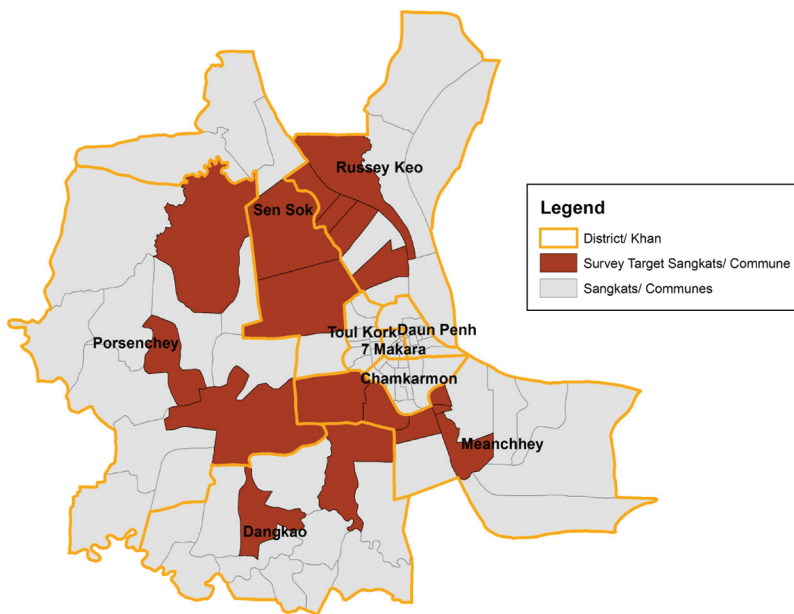 Russey Keo
Sen Sok
Legend
District/ Khan
Survey Target Sangkats/ Commune
Sangkats/ Communes
Toul Kork
Daun Penh
Porsenchey
7 Makara
Chamkarmon
Meanchhey
Dangkao